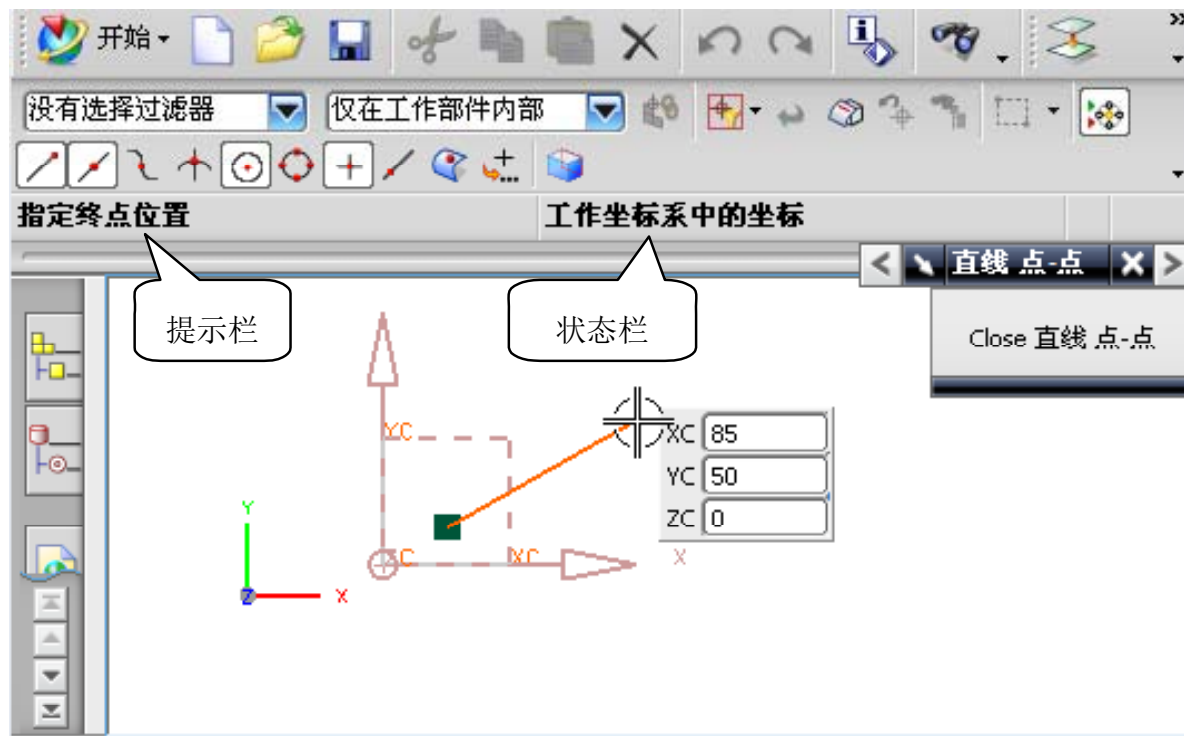 开始
没有选择过滤器
仅在工作部件内部
指定终点位置
工作坐标系中的坐标
直线 点-点
提示栏
状态栏
Close 直线 点-点
YC
XC 85
YC 50
ZC 0
Y
XC
X
Z
X